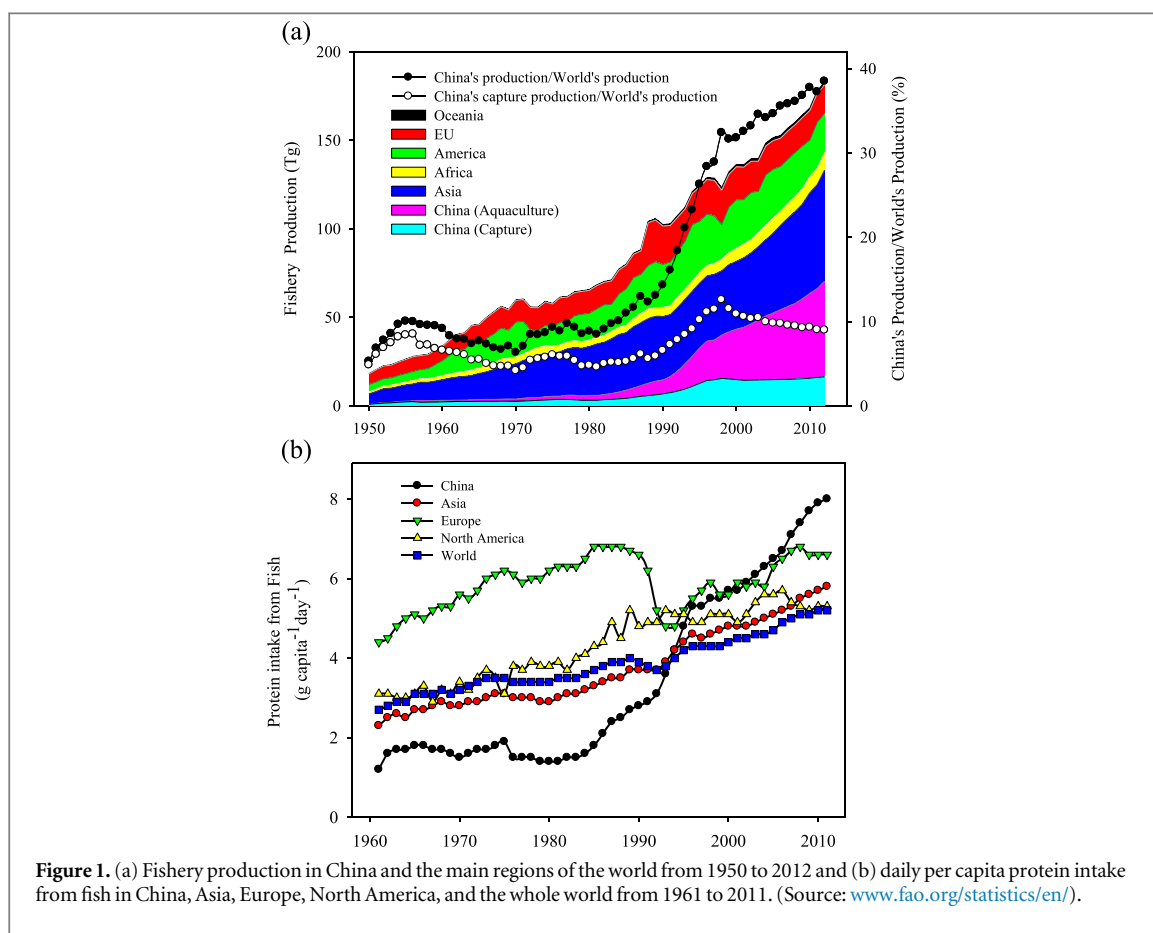 (a)
200
150
100
50
0
Fishery Production (Tg)
China's production/World's production
China's capture production/World's production
Oceania
EU
America
Africa
Asia
China (Aquaculture)
China (Capture)
40
30
20
10
0
China's Production/World's Production (%)
1950 1960 1970 1980 1990 2000 2010
(b)
8
6
4
2
0
Protein intake from Fish
(g capita⁻¹day⁻¹)
China
Asia
Europe
North America
World
1960 1970 1980 1990 2000 2010
Figure 1. (a) Fishery production in China and the main regions of the world from 1950 to 2012 and (b) daily per capita protein intake
from fish in China, Asia, Europe, North America, and the whole world from 1961 to 2011. (Source: www.fao.org/statistics/en/).